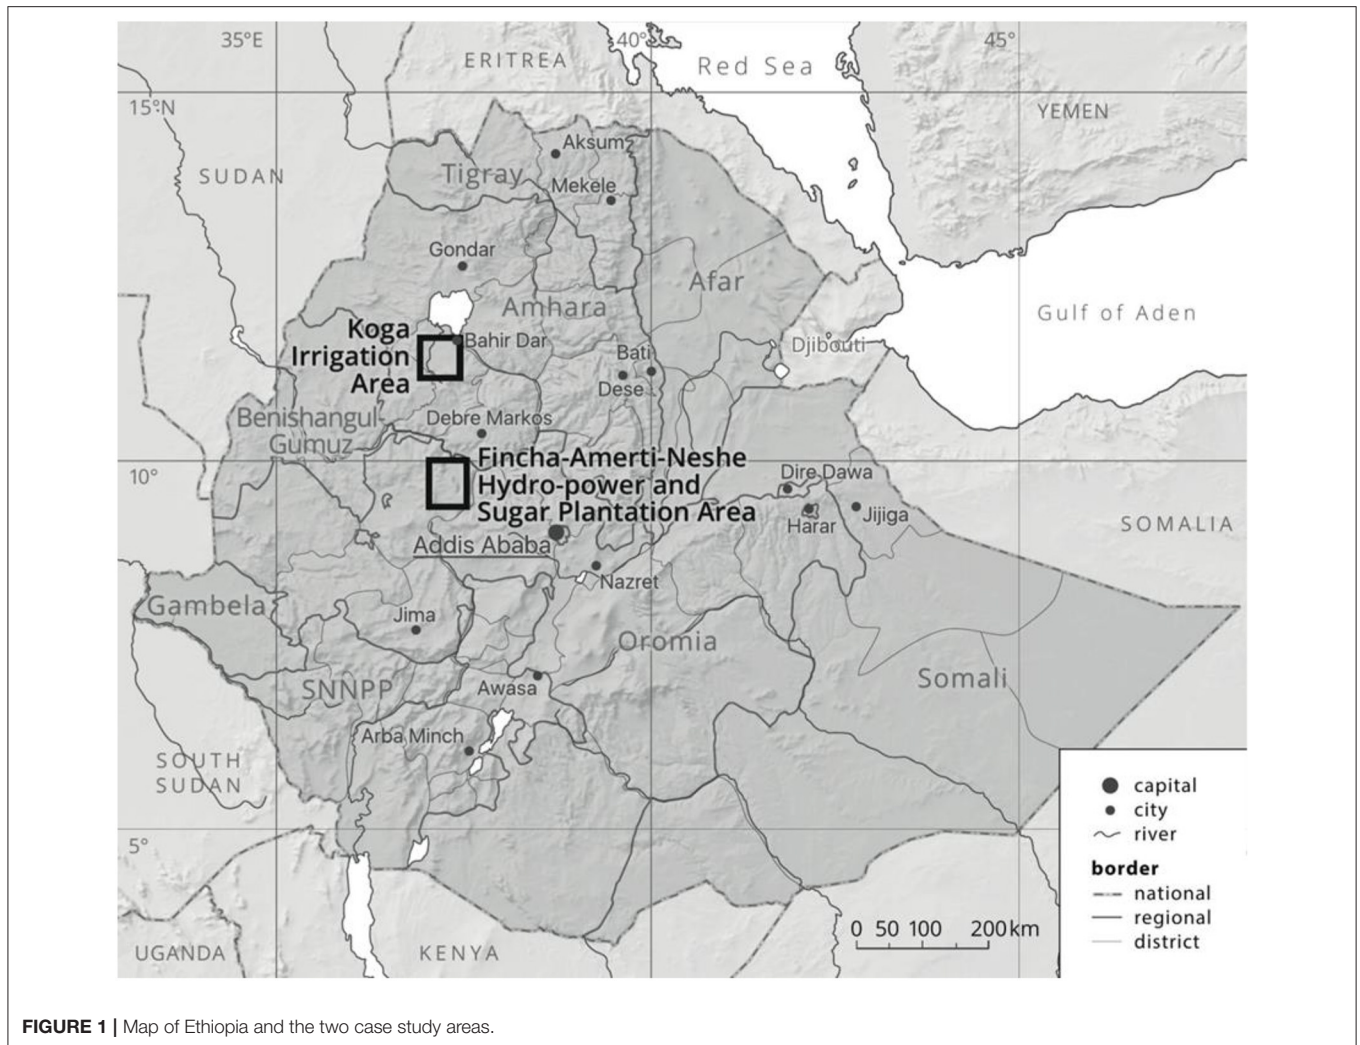 35°E
40°
45°
ERITREA
Red Sea
15°N
YEMEN
SUDAN
Aksum
Tigray
Mekele
Gondar
Afar
Amhara
Gulf of Aden
Koga
Irrigation
Area
Bahir Dar
Djibouti
Bati
Dese
Benishangul-
Gumuz
Debre Markos
10°
Fincha-Amerti-Neshe
Hydro-power and
Sugar Plantation Area
Dire Dawa
Harar
Jijiga
SOMALIA
Addis Ababa
Nazret
Gambela
Jima
Oromia
SNNPP
Awasa
Somali
Arba Minch
SOUTH
SUDAN
5°
UGANDA
KENYA
capital
city
river
border
national
regional
district
0 50 100 200 km
FIGURE 1 | Map of Ethiopia and the two case study areas.